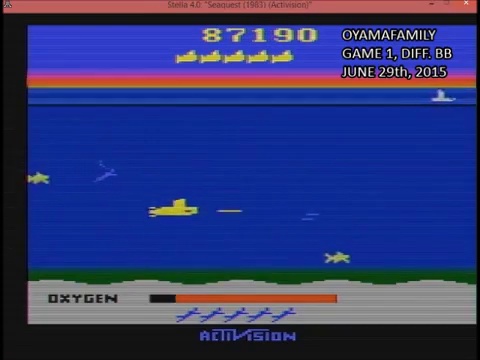 Stella 4.0: "Seaquest (1983) (Activision)"
87190
OYAMAFAMILY
GAME 1, DIFF. BB
JUNE 29th, 2015
OXYGEN
ACTIVISION